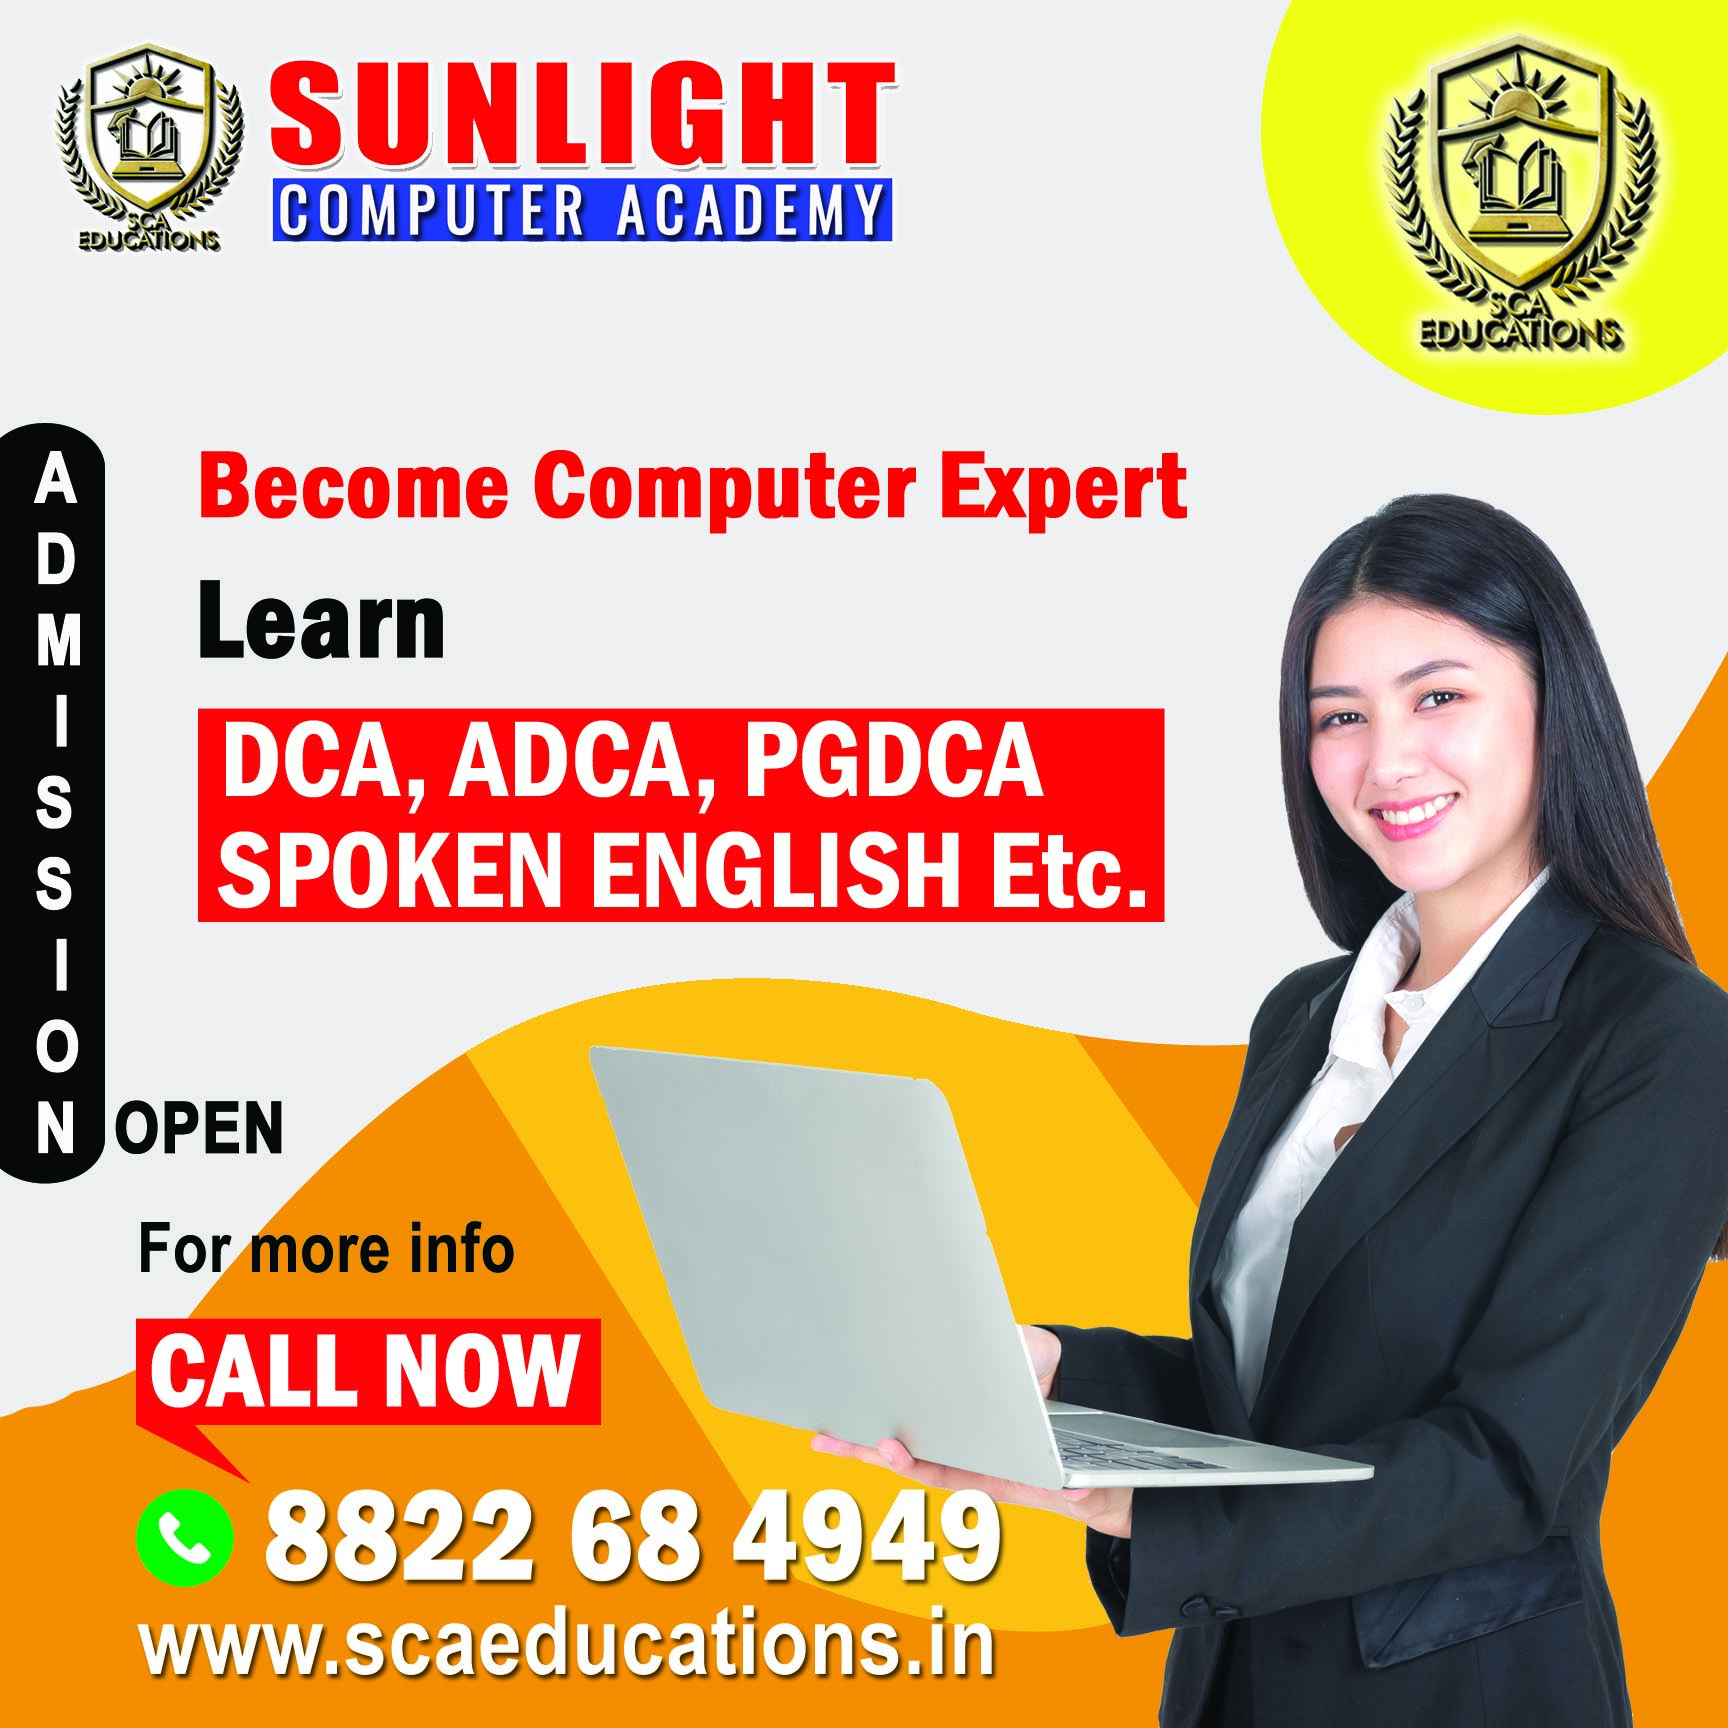 SCA
EDUCATIONS
SUNLIGHT
COMPUTER ACADEMY
SCA
EDUCATIONS
ADMISSION
OPEN
Become Computer Expert
Learn
DCA, ADCA, PGDCA
SPOKEN ENGLISH Etc.
For more info
CALL NOW
8822 68 4949
www.scaeducations.in